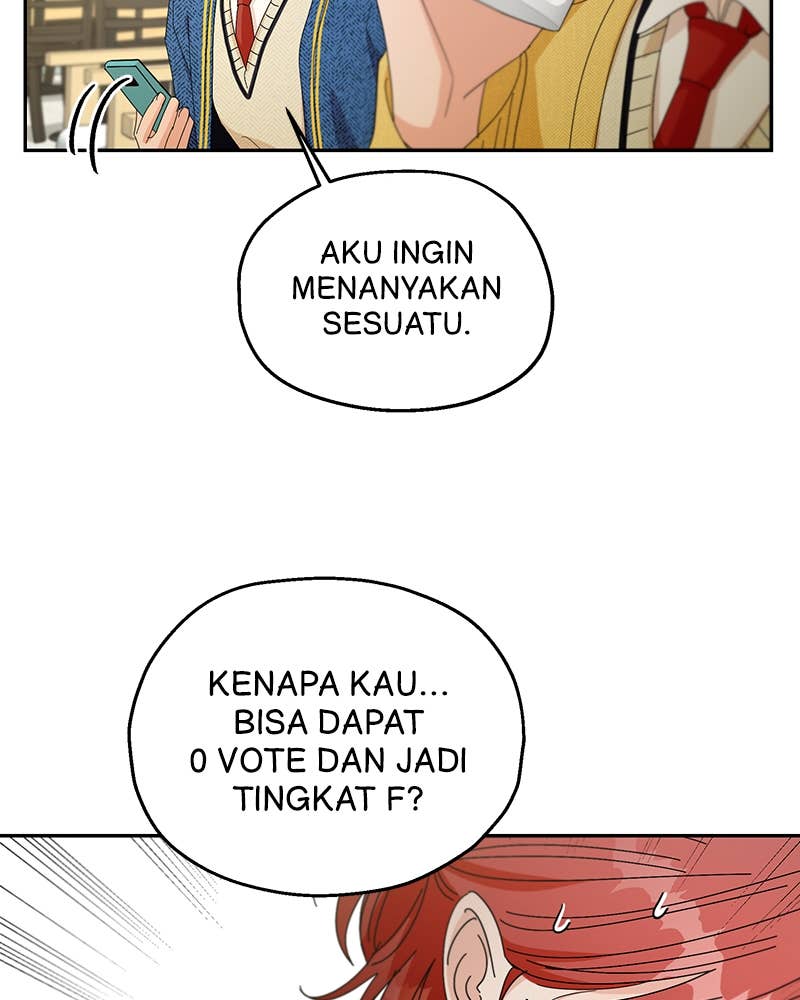 AKU INGIN
MENANYAKAN
SESUATU.
KENAPA KAU...
BISA DAPAT
0 VOTE DAN JADI
TINGKAT F?